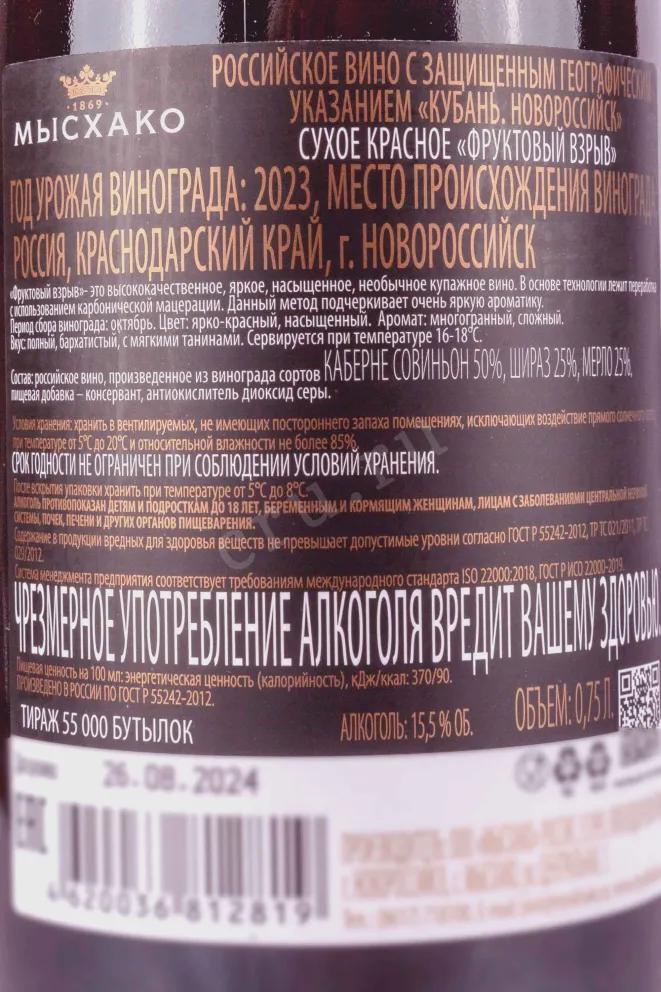 1869
МЫСХАКО
РОССИЙСКОЕ ВИНО С ЗАЩИЩЕННЫМ ГЕОГРАФИЧЕСКИМ
УКАЗАНИЕМ «КУБАНЬ. НОВОРОССИЙСК»
СУХОЕ КРАСНОЕ «ФРУКТОВЫЙ ВЗРЫВ»
ГОД УРОЖАЯ ВИНОГРАДА: 2023, МЕСТО ПРОИСХОЖДЕНИЯ ВИНОГРАДА:
РОССИЯ, КРАСНОДАРСКИЙ КРАЙ, г. НОВОРОССИЙСК
«Фруктовый взрыв»- это высококачественное, яркое, насыщенное, необычное купажное вино. В основе технологии лежит переработка
с использованием карбонической мацерации. Данный метод подчеркивает очень яркую ароматику.
Период сбора винограда: октябрь. Цвет: ярко-красный, насыщенный. Аромат: многогранный, сложный.
Вкус: полный, бархатистый, с мягкими танинами. Сервируется при температуре 16-18°С.
Состав: российское вино, произведенное из винограда сортов КАБЕРНЕ СОВИНЬОН 50%, ШИРАЗ 25%, МЕРЛО 25%,
пищевая добавка – консервант, антиокислитель диоксид серы.
Условия хранения: хранить в вентилируемых, не имеющих постороннего запаха помещениях, исключающих воздействие прямого солнечного
при температуре от 5°С до 20°С и относительной влажности не более 85%.
СРОК ГОДНОСТИ НЕ ОГРАНИЧЕН ПРИ СОБЛЮДЕНИИ УСЛОВИЙ ХРАНЕНИЯ.
После вскрытия упаковки хранить при температуре от 5°С до 8°С.
АЛКОГОЛЬ ПРОТИВОПОКАЗАН ДЕТЯМ И ПОДРОСТКАМ ДО 18 ЛЕТ, БЕРЕМЕННЫМ И КОРМЯЩИМ ЖЕНЩИНАМ, ЛИЦАМ С ЗАБОЛЕВАНИЯМИ ЦЕНТРАЛЬНОЙ НЕРВНОЙ
СИСТЕМЫ, ПОЧЕК, ПЕЧЕНИ И ДРУГИХ ОРГАНОВ ПИЩЕВАРЕНИЯ.
Содержание в продукции вредных для здоровья веществ не превышает допустимые уровни согласно ГОСТ Р 55242-2012, ТР ТС 021/2011, ТР ТС
029/2012.
Система менеджмента предприятия соответствует требованиям международного стандарта ISO 22000:2018, ГОСТ Р ИСО 22000-2019.
ЧРЕЗМЕРНОЕ УПОТРЕБЛЕНИЕ АЛКОГОЛЯ ВРЕДИТ ВАШЕМУ ЗДОРОВЬЮ.
Пищевая ценность на 100 мл: энергетическая ценность (калорийность), кДж/ккал: 370/90.
ПРОИЗВЕДЕНО В РОССИИ ПО ГОСТ Р 55242-2012.
ТИРАЖ 55 000 БУТЫЛОК
АЛКОГОЛЬ: 15,5 % ОБ.
ОБЪЕМ: 0,75 Л.
26.08.2024
EAC
4620036812819
cru.ru